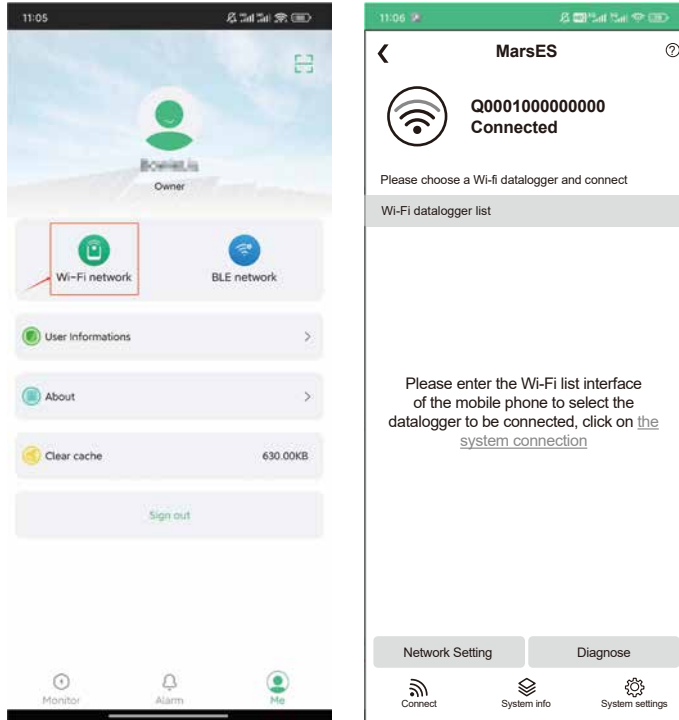 11:05
Owner
Wi-Fi network
BLE network
User Informations
About
Clear cache
630.00KB
Sign out
Monitor
Alarm
Me
11:06
MarsES
Q0001000000000
Connected
Please choose a Wi-fi datalogger and connect
Wi-Fi datalogger list
Please enter the Wi-Fi list interface
of the mobile phone to select the
datalogger to be connected, click on the
system connection
Network Setting
Diagnose
Connect
System info
System settings